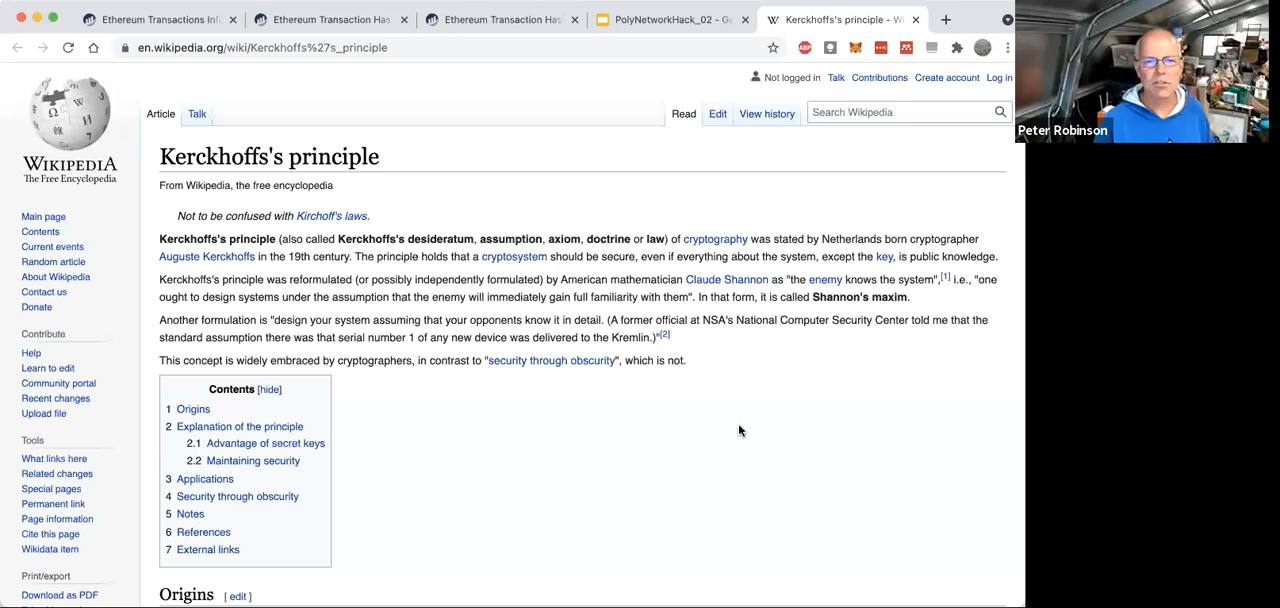 Ethereum Transactions Inf
Ethereum Transaction Has
Ethereum Transaction Has
PolyNetworkHack_02 - Go
Kerckhoffs's principle - Wi
en.wikipedia.org/wiki/Kerckhoffs%27s_principle
ABP
Peter Robinson
Not logged in Talk Contributions Create account Log in
Article Talk Read Edit View history Search Wikipedia
WIKIPEDIA
The Free Encyclopedia
Main page
Contents
Current events
Random article
About Wikipedia
Contact us
Donate
Contribute
Help
Learn to edit
Community portal
Recent changes
Upload file
Tools
What links here
Related changes
Special pages
Permanent link
Page information
Cite this page
Wikidata item
Print/export
Download as PDF
Kerckhoffs's principle
From Wikipedia, the free encyclopedia
Not to be confused with Kirchoff's laws.
Kerckhoffs's principle (also called Kerckhoffs's desideratum, assumption, axiom, doctrine or law) of cryptography was stated by Netherlands born cryptographer
Auguste Kerckhoffs in the 19th century. The principle holds that a cryptosystem should be secure, even if everything about the system, except the key, is public knowledge.
Kerckhoffs's principle was reformulated (or possibly independently formulated) by American mathematician Claude Shannon as "the enemy knows the system",[1] i.e., "one
ought to design systems under the assumption that the enemy will immediately gain full familiarity with them". In that form, it is called Shannon's maxim.
Another formulation is "design your system assuming that your opponents know it in detail. (A former official at NSA's National Computer Security Center told me that the
standard assumption there was that serial number 1 of any new device was delivered to the Kremlin.)"[2]
This concept is widely embraced by cryptographers, in contrast to "security through obscurity", which is not.
Contents [hide]
1 Origins
2 Explanation of the principle
2.1 Advantage of secret keys
2.2 Maintaining security
3 Applications
4 Security through obscurity
5 Notes
6 References
7 External links
Origins [ edit ]